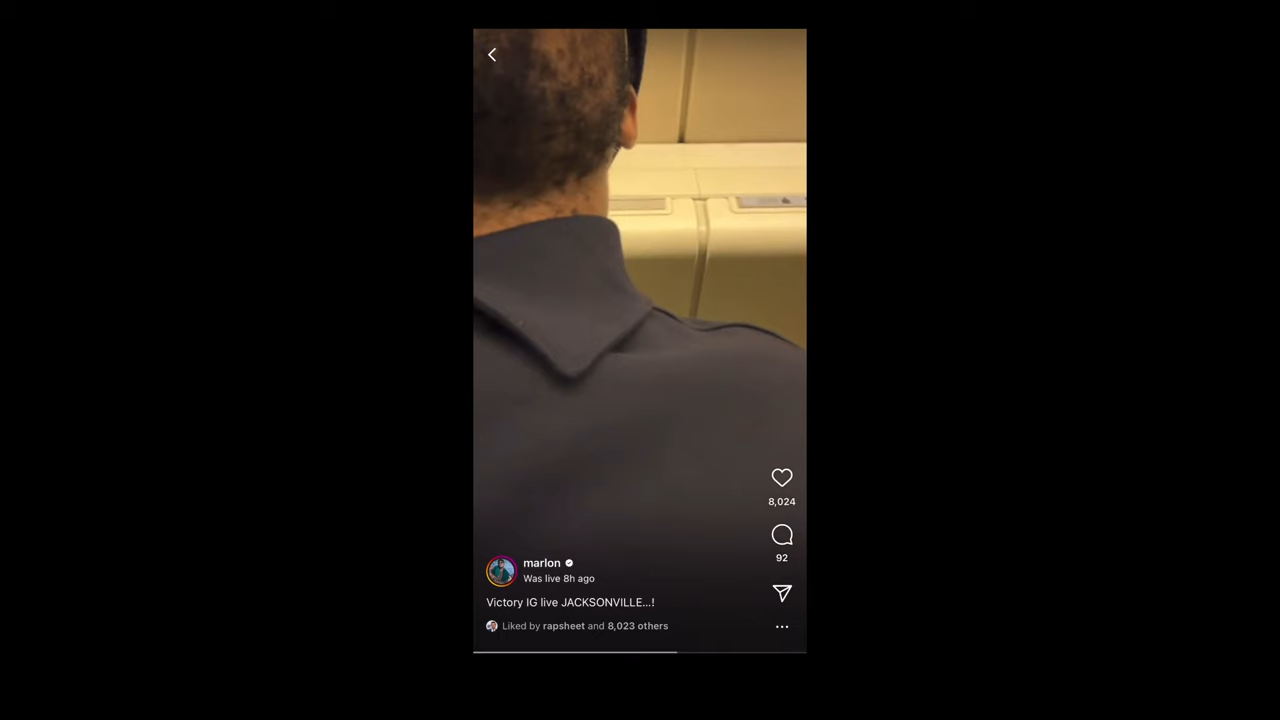 8,024
92
marlon
Was live 8h ago
Victory IG live JACKSONVILLE...!
Liked by rapsheet and 8,023 others